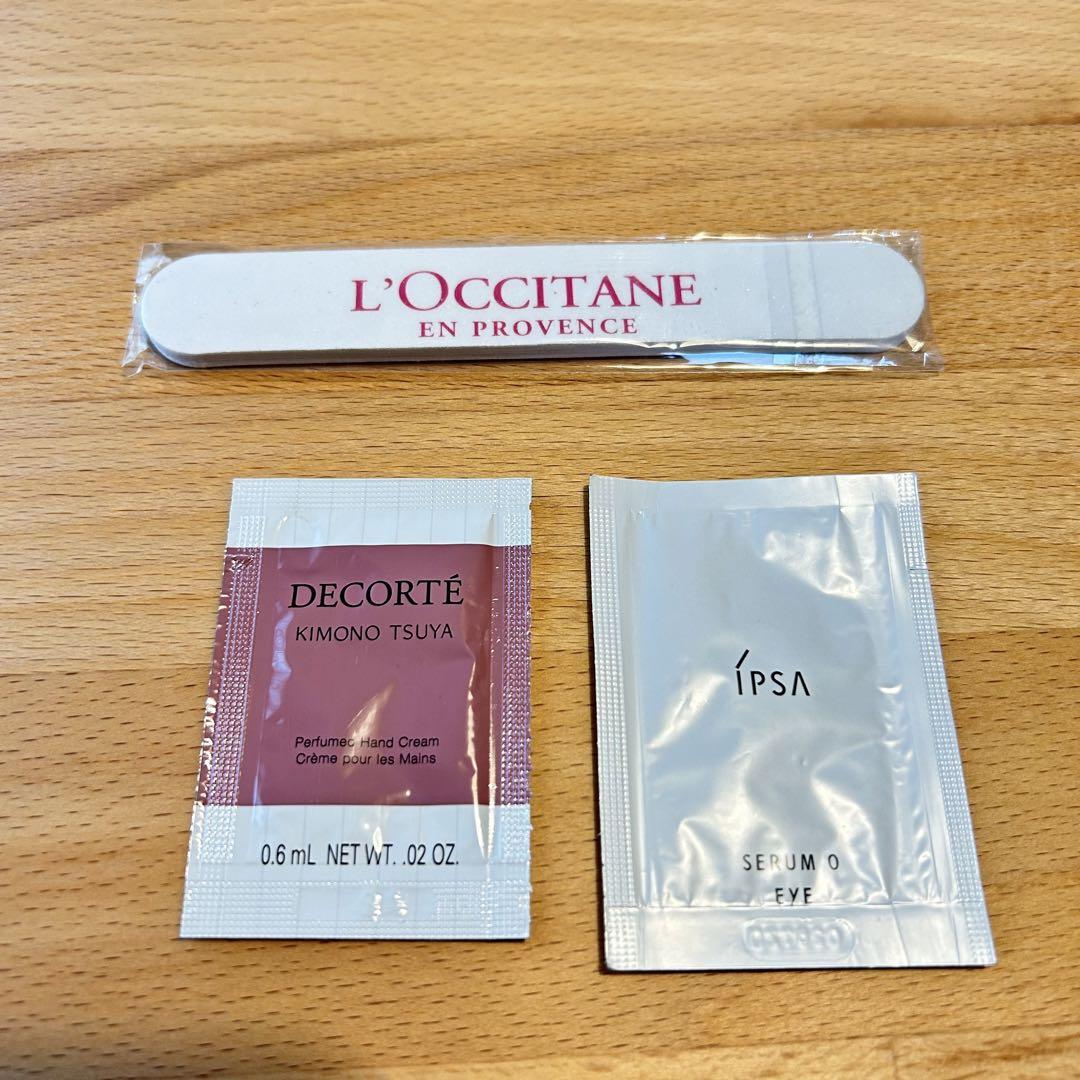 L'OCCITANE
EN PROVENCE
DECORTÉ
KIMONO TSUYA
Perfumed Hand Cream
Crème pour les Mains
0.6 mL NET WT. .02 OZ.
ÍPSA
SERUM 0
EYE